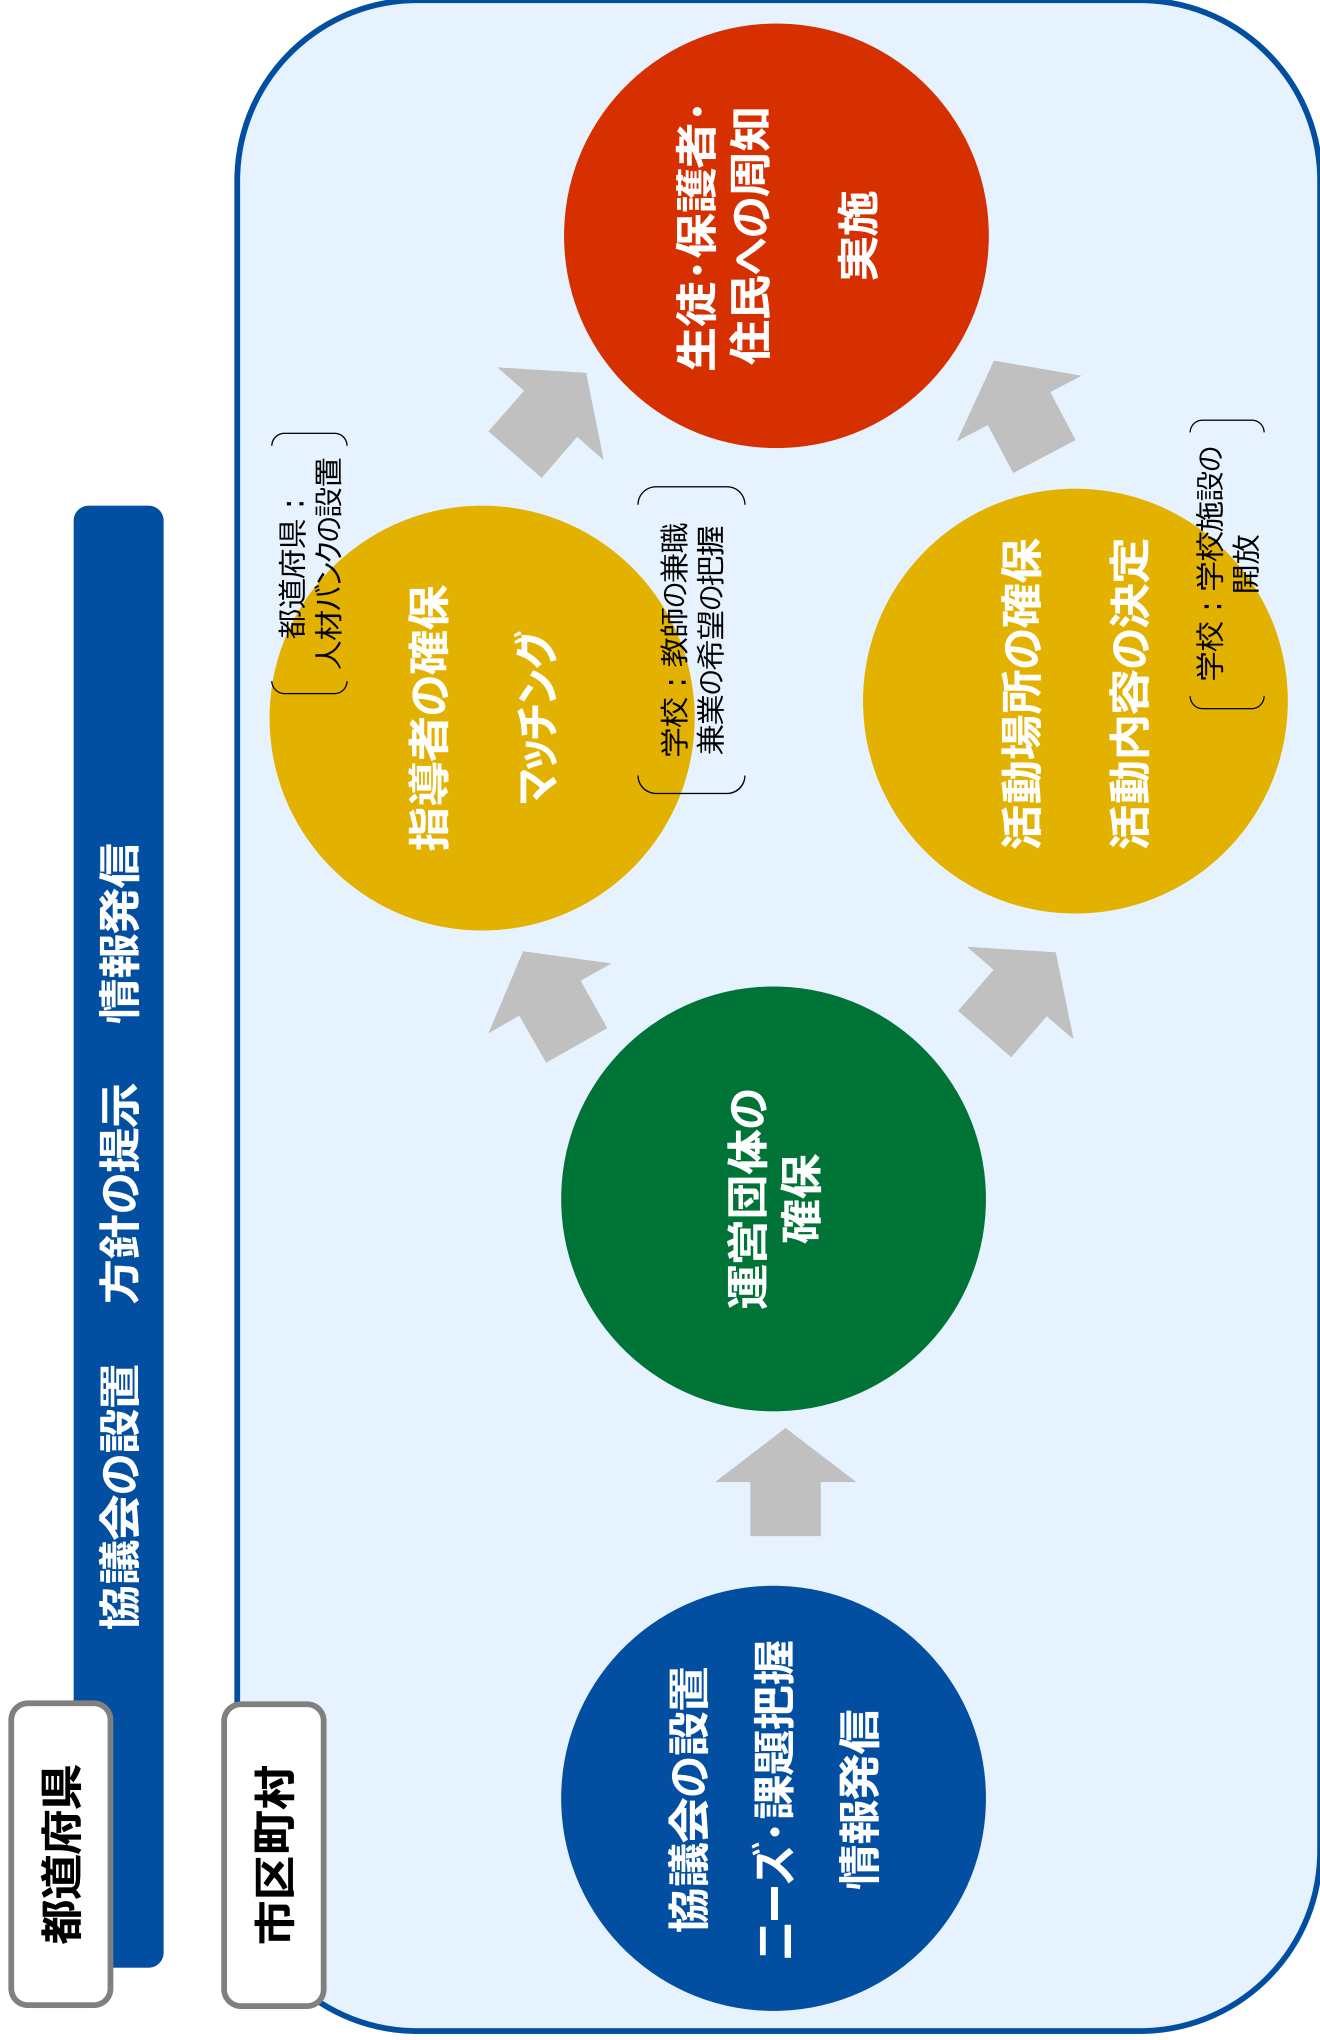 都道府県
協議会の設置　方針の提示　情報発信
市区町村
協議会の設置
ニーズ・課題把握
情報発信
運営団体の
確保
都道府県：
人材バンクの設置
指導者の確保
マッチング
学校：教師の兼職
兼業の希望の把握
活動場所の確保
活動内容の決定
学校：学校施設の
開放
生徒・保護者・
住民への周知
実施